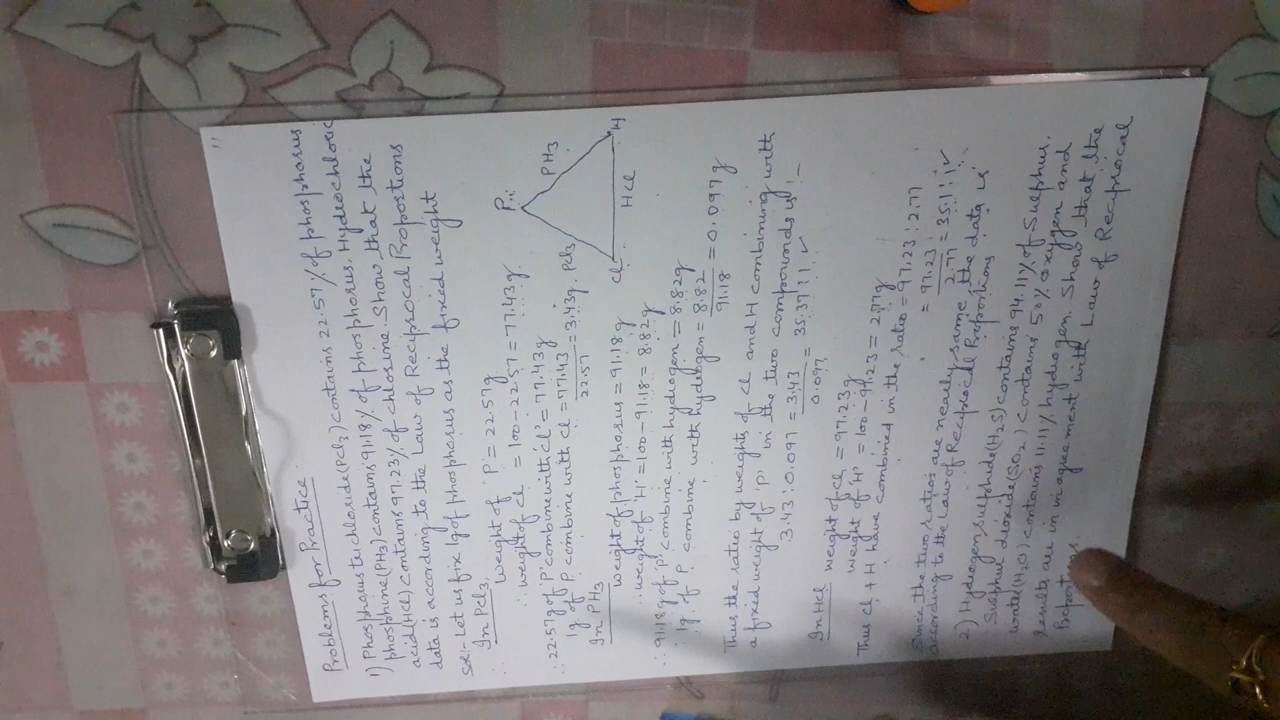 Problems for Practice
1) Phosphorus trichloride (Pcl3) contains 22.57% of phosphorus.
phosphine (PH3) contains 91.18% of phosphorus. Hydrochloric
acid (HCl) contains 97.23% of chlorine. Show that the
data is according to the Law of Reciprocal Proportions
Sol:- Let us fix 1g of phosphorus as the fixed weight
In Pcl3,
weight of 'P' = 22.57g
∴ weight of Cl = 100-22.57 = 77.43g.
∴ 22.57g of 'P' combine with 'Cl' = 77.43g
1g of P combine with Cl = 77.43/22.57 = 3.43g.
P
PH3
Pcl3
Cl
HCl
H
In PH3
weight of phosphorus = 91.18g
∴ weight of 'H' = 100-91.18 = 8.82g
∴ 91.18g of 'P' combine with hydrogen = 8.82g
1g of P combine with hydrogen = 8.82/91.18 = 0.097g
Thus the ratio by weights of Cl and H combining with
a fixed weight of 'P' in the two compounds is :-
3.43 : 0.097 = 3.43/0.097 = 35.37 : 1. ✓
In HCl weight of Cl = 97.23g
weight of 'H' = 100-97.23 = 2.77g
Thus Cl + H have combined in the ratio = 97.23 : 2.77
= 97.23/2.77 = 35.1 : 1 ✓
Since the two ratios are nearly same, the data is
according to the Law of Reciprocal Proportions
2) Hydrogen sulphide (H2S) contains 94.11% of Sulphur.
Sulphur dioxide (SO2) contains 50% oxygen and
water (H2O) contains 11.11% hydrogen. Show that the
results are in agreement with Law of Reciprocal